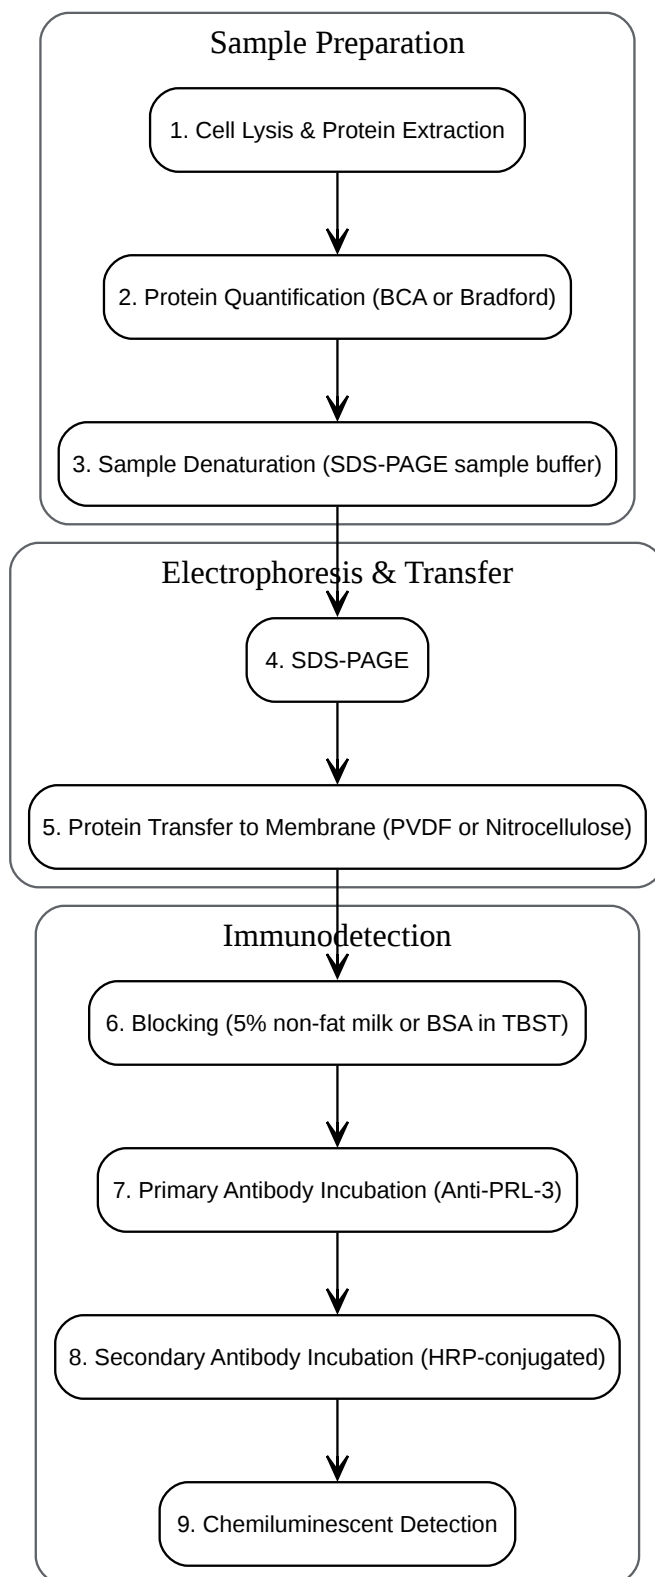 Sample Preparation
1. Cell Lysis & Protein Extraction
2. Protein Quantification (BCA or Bradford)
3. Sample Denaturation (SDS-PAGE sample buffer)
Electrophoresis & Transfer
4. SDS-PAGE
5. Protein Transfer to Membrane (PVDF or Nitrocellulose)
Immunodetection
6. Blocking (5% non-fat milk or BSA in TBST)
7. Primary Antibody Incubation (Anti-PRL-3)
8. Secondary Antibody Incubation (HRP-conjugated)
9. Chemiluminescent Detection